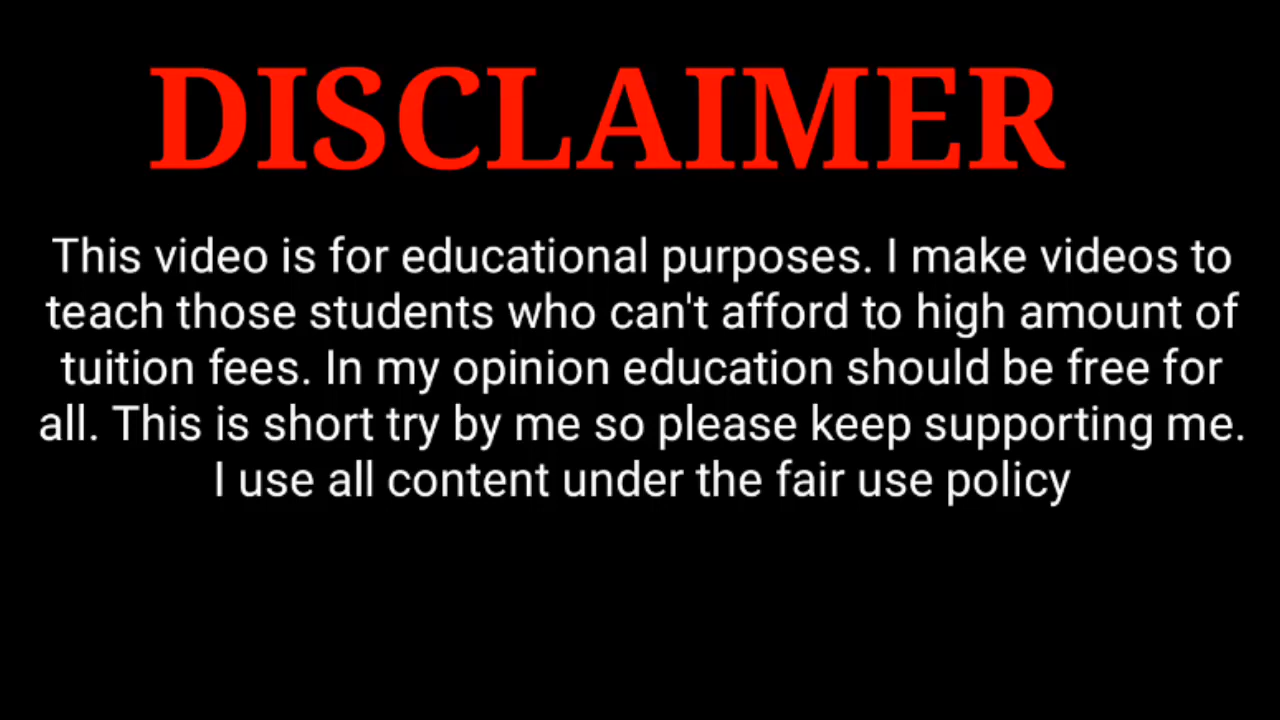 DISCLAIMER
This video is for educational purposes. I make videos to
teach those students who can't afford to high amount of
tuition fees. In my opinion education should be free for
all. This is short try by me so please keep supporting me.
I use all content under the fair use policy